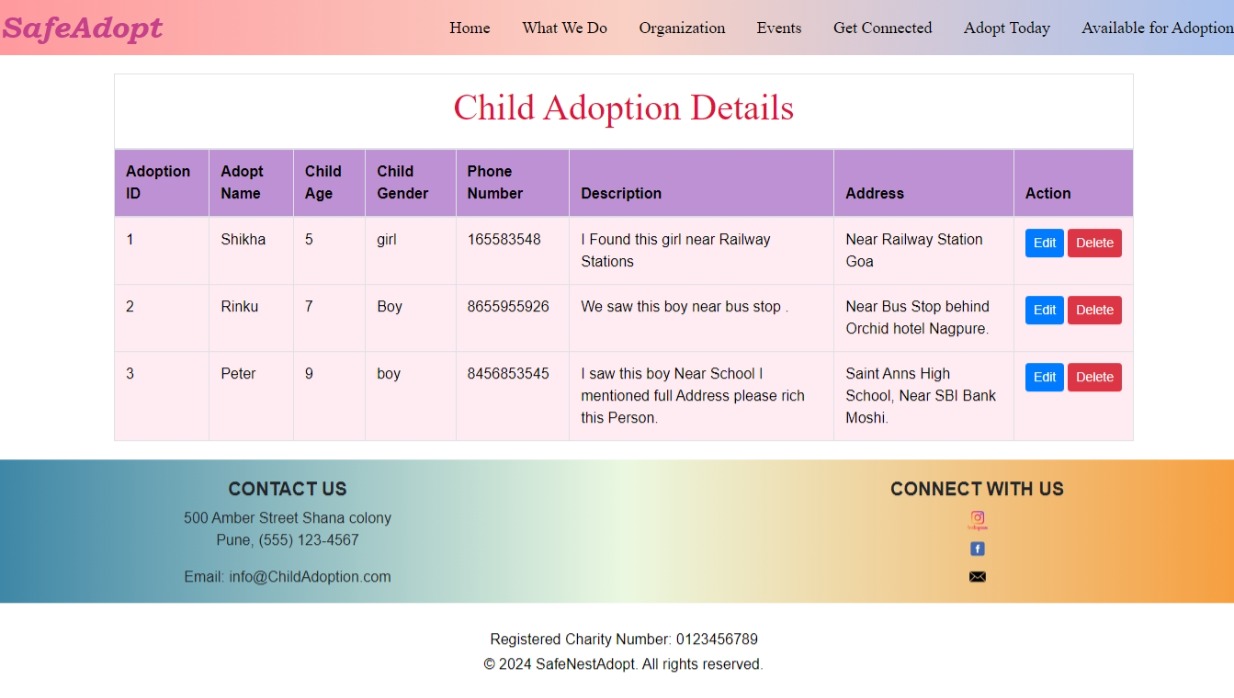 SafeAdopt
Home What We Do Organization Events Get Connected Adopt Today Available for Adoption
Child Adoption Details
Adoption ID Adopt Name Child Age Child Gender Phone Number Description Address Action
1 Shikha 5 girl 165583548 I Found this girl near Railway Stations Near Railway Station Goa Edit Delete
2 Rinku 7 Boy 8655955926 We saw this boy near bus stop . Near Bus Stop behind Orchid hotel Nagpure. Edit Delete
3 Peter 9 boy 8456853545 I saw this boy Near School I mentioned full Address please rich this Person. Saint Anns High School, Near SBI Bank Moshi. Edit Delete
CONTACT US
500 Amber Street Shana colony
Pune, (555) 123-4567
Email: info@ChildAdoption.com
CONNECT WITH US
Registered Charity Number: 0123456789
© 2024 SafeNestAdopt. All rights reserved.